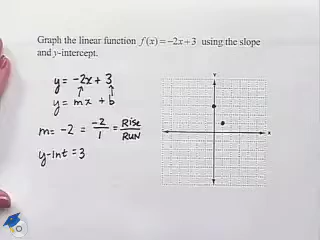 Graph the linear function f(x) = −2x+3 using the slope
and y-intercept.
y = -2x + 3
y = mx + b
m = -2 = -2/1 = Rise/Run
y-int = 3
Y
X